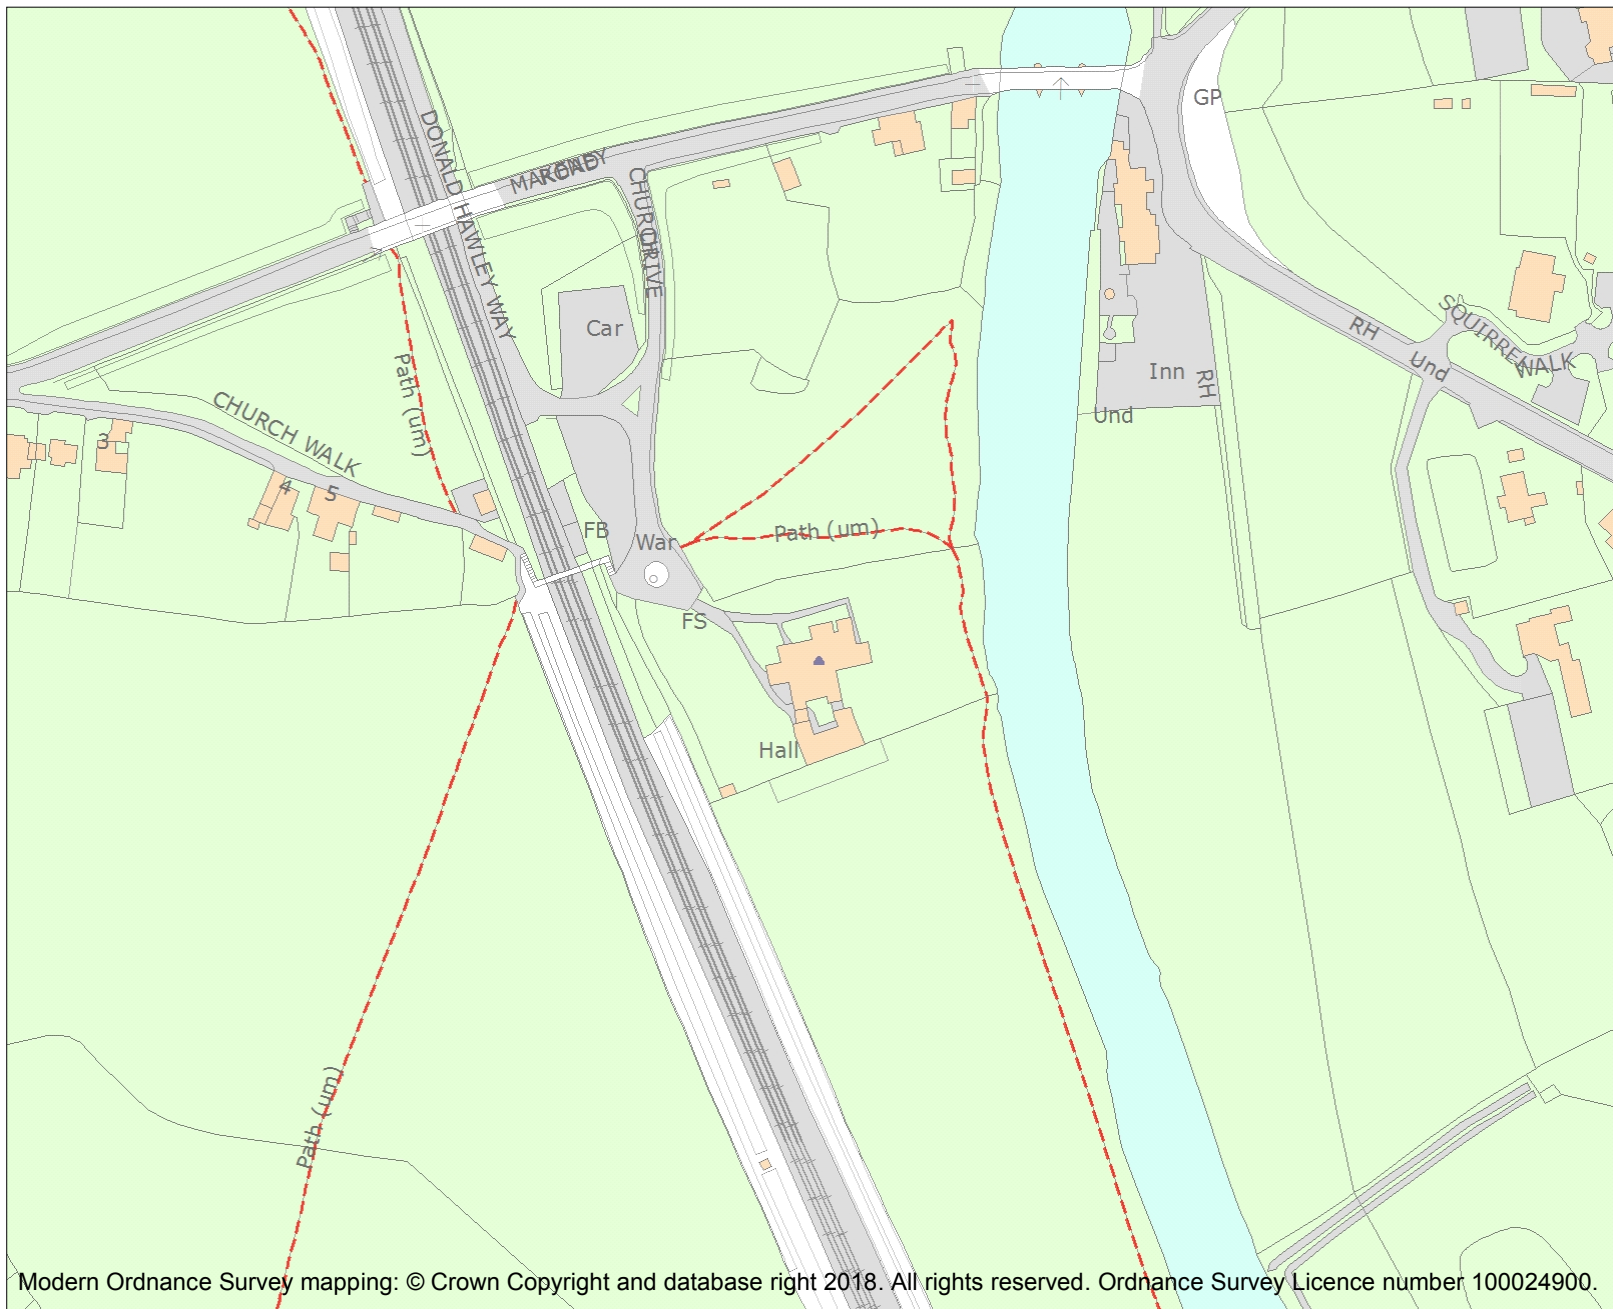 GP
DONALD HAWLEY WAY
MAKENEY
ROAD
CHURCH
DRIVE
Car
Path (um)
RH
Und
SQUIRREL
WALK
Inn
RH
Und
CHURCH WALK
3
4
5
FB
War
Path (um)
FS
Hall
Path (um)
Modern Ordnance Survey mapping: © Crown Copyright and database right 2018. All rights reserved. Ordnance Survey Licence number 100024900.